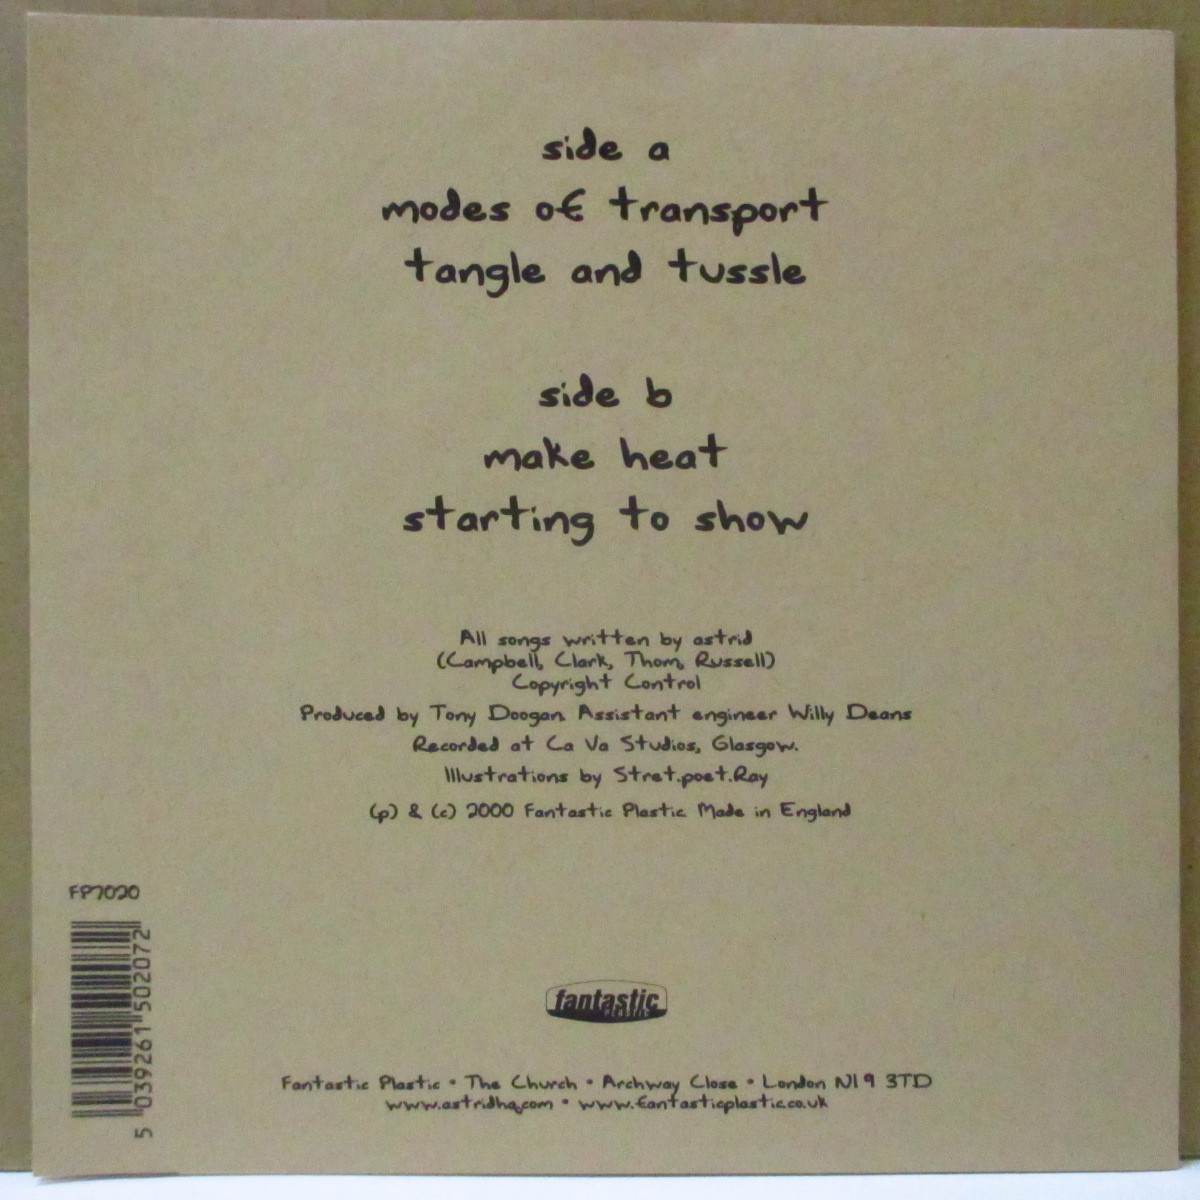 side a
modes of transport
tangle and tussle
side b
make heat
starting to show
All songs written by astrid
(Campbell, Clark, Thom, Russell)
Copyright Control
Produced by Tony Doogan. Assistant engineer Willy Deans
Recorded at Ca Va Studios, Glasgow.
Illustrations by Stret.poet.Ray
(p) & (c) 2000 Fantastic Plastic. Made in England
FP7020
5 039261 502072
fantastic
Fantastic Plastic • The Church • Archway Close • London N19 3TD
www.astridhq.com • www.fantasticplastic.co.uk